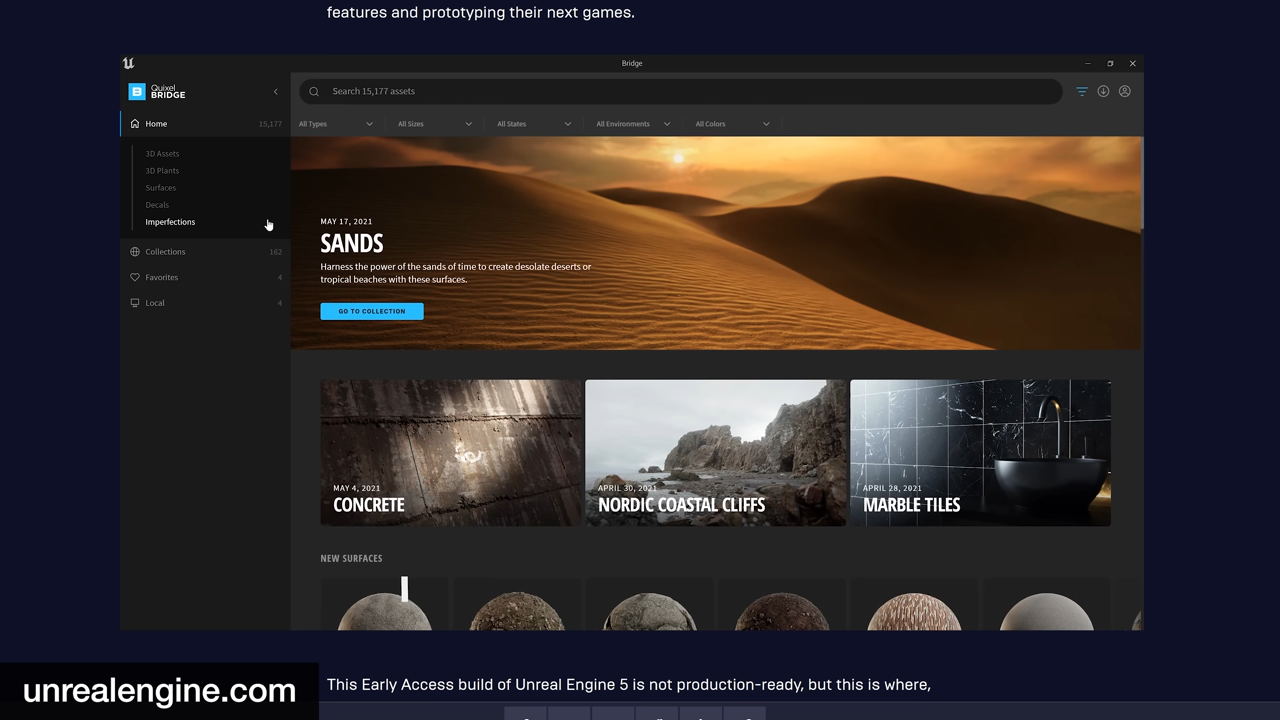 features and prototyping their next games.
Bridge
Quixel
BRIDGE
Search 15,177 assets
Home 15,177
All Types All Sizes All States All Environments All Colors
3D Assets
3D Plants
Surfaces
Decals
Imperfections
Collections 162
Favorites 4
Local 4
MAY 17, 2021
SANDS
Harness the power of the sands of time to create desolate deserts or
tropical beaches with these surfaces.
GO TO COLLECTION
MAY 4, 2021
CONCRETE
APRIL 30, 2021
NORDIC COASTAL CLIFFS
APRIL 28, 2021
MARBLE TILES
NEW SURFACES
This Early Access build of Unreal Engine 5 is not production-ready, but this is where,
unrealengine.com